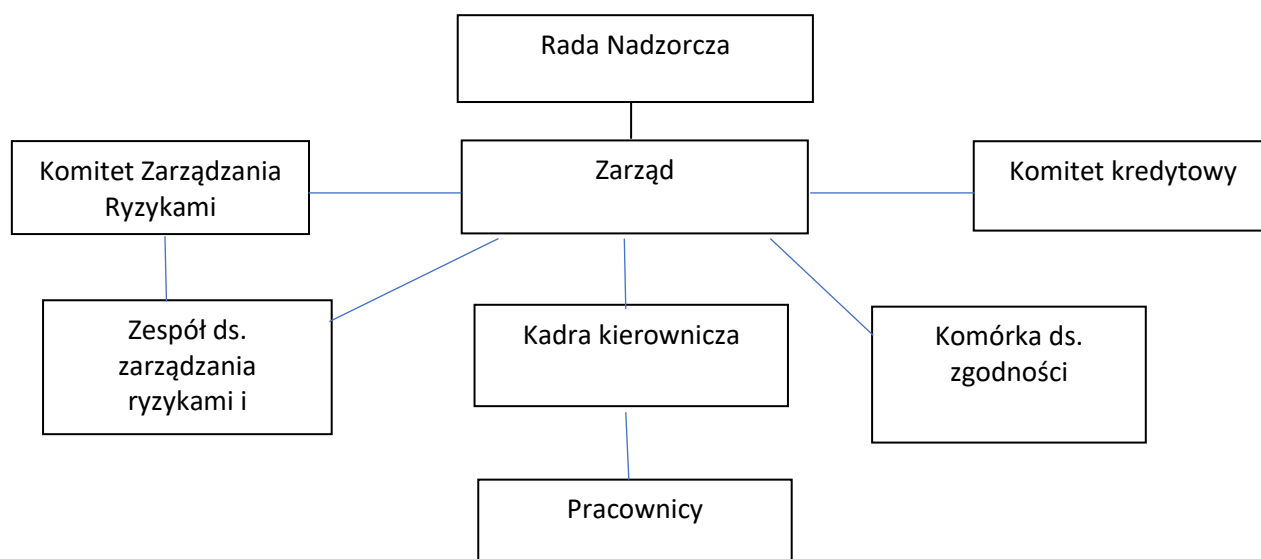 Rada Nadzorcza
Komitet Zarządzania
Ryzykami
Zarząd
Komitet kredytowy
Zespół ds.
zarządzania
ryzykami i
Kadra kierownicza
Komórka ds.
zgodności
Pracownicy